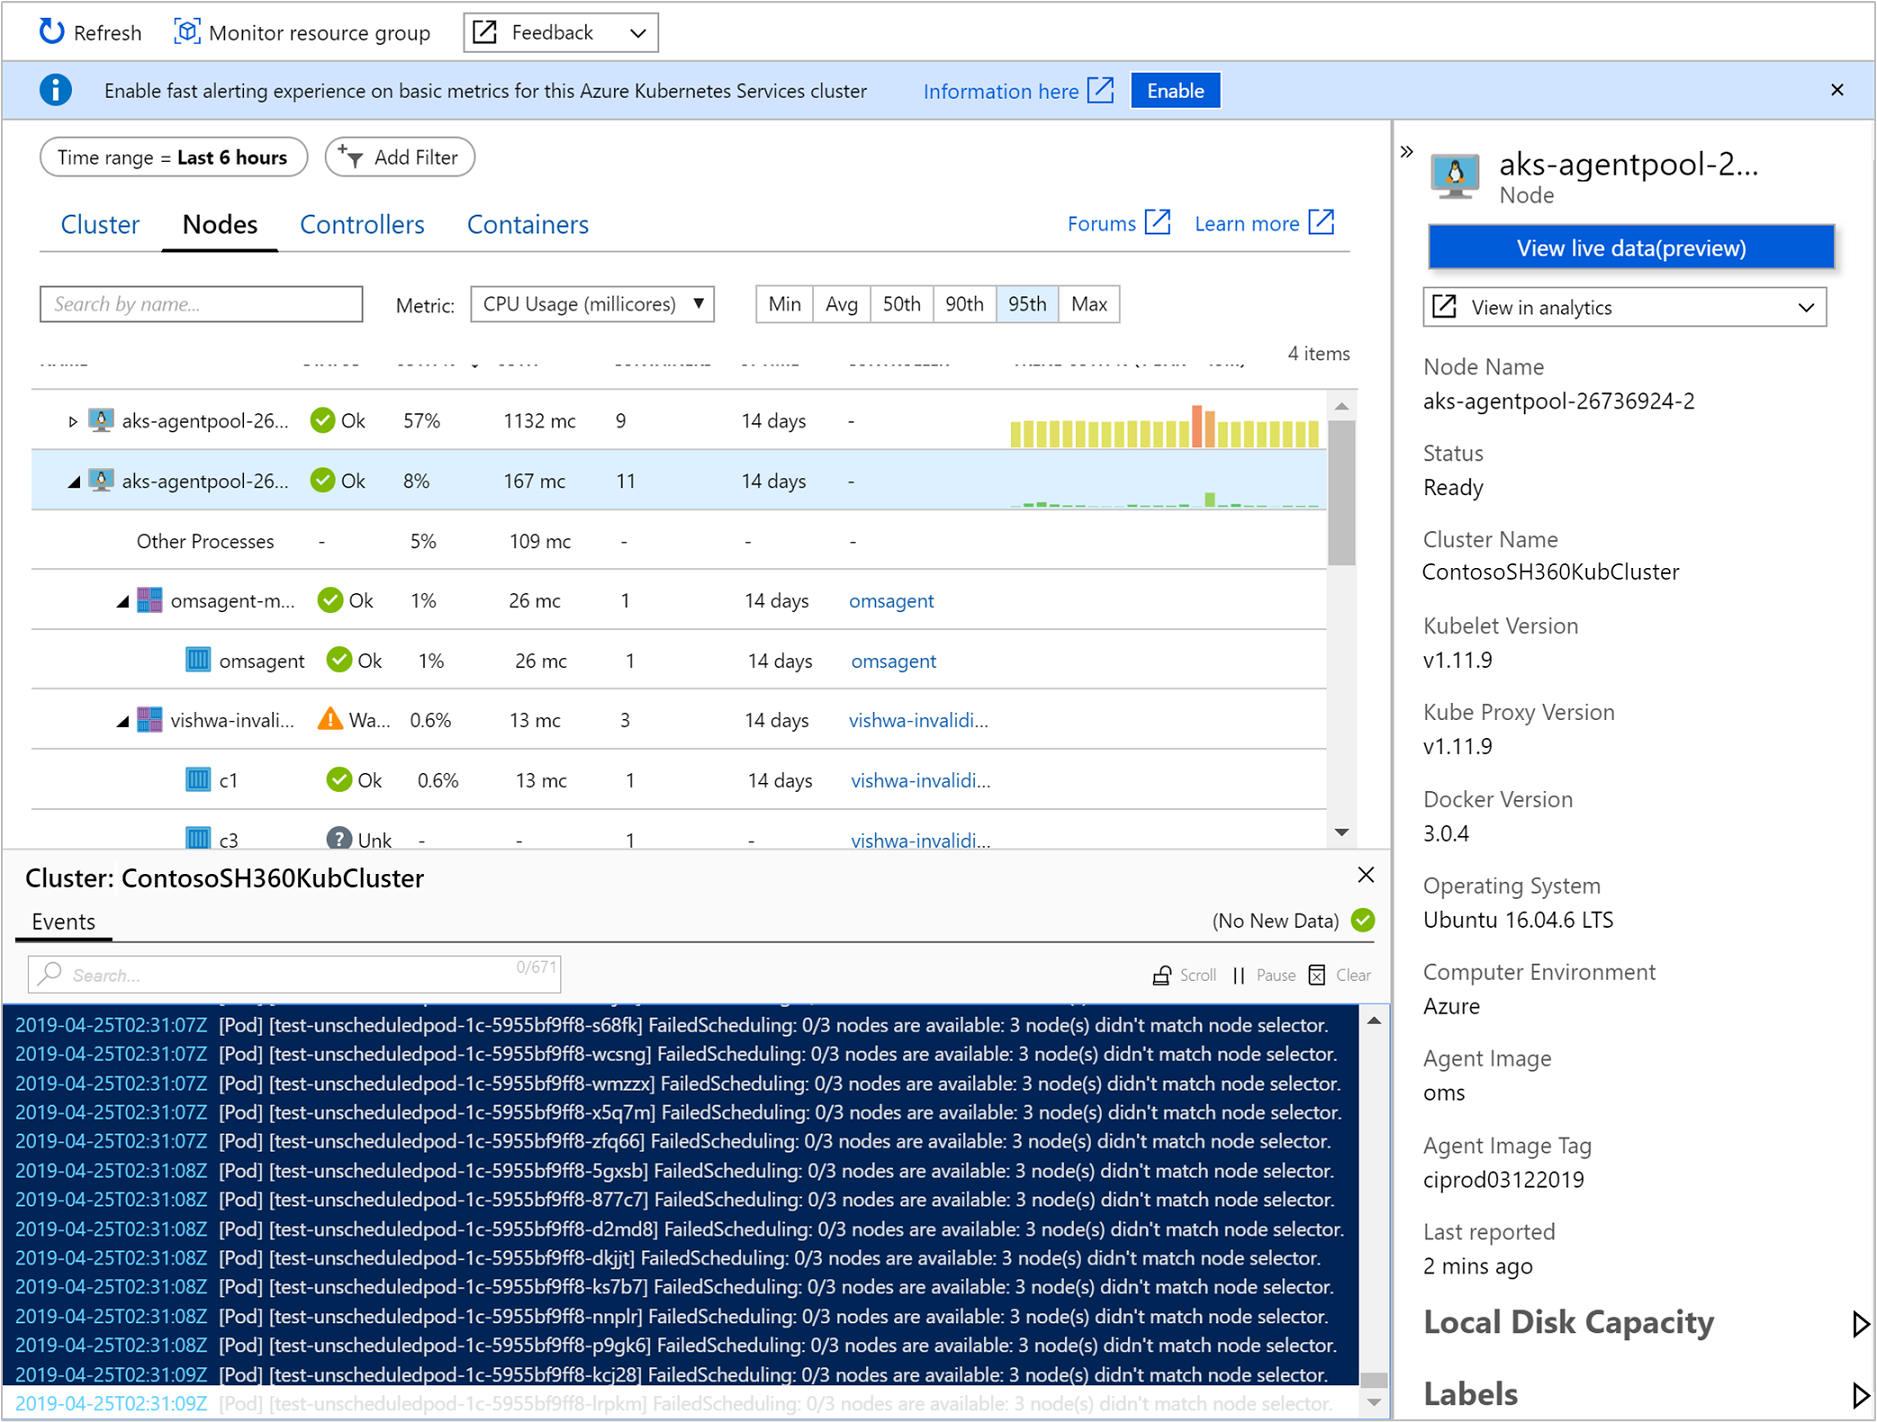 Refresh Monitor resource group Feedback
Enable fast alerting experience on basic metrics for this Azure Kubernetes Services cluster Information here Enable
Time range = Last 6 hours Add Filter
Cluster Nodes Controllers Containers Forums Learn more
Search by name... Metric: CPU Usage (millicores) Min Avg 50th 90th 95th Max
4 items
aks-agentpool-26... Ok 57% 1132 mc 9 14 days -
aks-agentpool-26... Ok 8% 167 mc 11 14 days -
Other Processes - 5% 109 mc - - -
omsagent-m... Ok 1% 26 mc 1 14 days omsagent
omsagent Ok 1% 26 mc 1 14 days omsagent
vishwa-invali... Wa... 0.6% 13 mc 3 14 days vishwa-invalidi...
c1 Ok 0.6% 13 mc 1 14 days vishwa-invalidi...
c3 Unk - - 1 - vishwa-invalidi...
Cluster: ContosoSH360KubCluster
Events (No New Data)
Search... 0/671 Scroll Pause Clear
2019-04-25T02:31:07Z [Pod] [test-unscheduledpod-1c-5955bf9ff8-s68fk] FailedScheduling: 0/3 nodes are available: 3 node(s) didn't match node selector.
2019-04-25T02:31:07Z [Pod] [test-unscheduledpod-1c-5955bf9ff8-wcsng] FailedScheduling: 0/3 nodes are available: 3 node(s) didn't match node selector.
2019-04-25T02:31:07Z [Pod] [test-unscheduledpod-1c-5955bf9ff8-wmzzx] FailedScheduling: 0/3 nodes are available: 3 node(s) didn't match node selector.
2019-04-25T02:31:07Z [Pod] [test-unscheduledpod-1c-5955bf9ff8-x5q7m] FailedScheduling: 0/3 nodes are available: 3 node(s) didn't match node selector.
2019-04-25T02:31:07Z [Pod] [test-unscheduledpod-1c-5955bf9ff8-zfq66] FailedScheduling: 0/3 nodes are available: 3 node(s) didn't match node selector.
2019-04-25T02:31:08Z [Pod] [test-unscheduledpod-1c-5955bf9ff8-5gxsb] FailedScheduling: 0/3 nodes are available: 3 node(s) didn't match node selector.
2019-04-25T02:31:08Z [Pod] [test-unscheduledpod-1c-5955bf9ff8-877c7] FailedScheduling: 0/3 nodes are available: 3 node(s) didn't match node selector.
2019-04-25T02:31:08Z [Pod] [test-unscheduledpod-1c-5955bf9ff8-d2md8] FailedScheduling: 0/3 nodes are available: 3 node(s) didn't match node selector.
2019-04-25T02:31:08Z [Pod] [test-unscheduledpod-1c-5955bf9ff8-dkjjt] FailedScheduling: 0/3 nodes are available: 3 node(s) didn't match node selector.
2019-04-25T02:31:08Z [Pod] [test-unscheduledpod-1c-5955bf9ff8-ks7b7] FailedScheduling: 0/3 nodes are available: 3 node(s) didn't match node selector.
2019-04-25T02:31:08Z [Pod] [test-unscheduledpod-1c-5955bf9ff8-nnplr] FailedScheduling: 0/3 nodes are available: 3 node(s) didn't match node selector.
2019-04-25T02:31:08Z [Pod] [test-unscheduledpod-1c-5955bf9ff8-p9gk6] FailedScheduling: 0/3 nodes are available: 3 node(s) didn't match node selector.
2019-04-25T02:31:09Z [Pod] [test-unscheduledpod-1c-5955bf9ff8-kcj28] FailedScheduling: 0/3 nodes are available: 3 node(s) didn't match node selector.
2019-04-25T02:31:09Z [Pod] [test-unscheduledpod-1c-5955bf9ff8-lrpkm] FailedScheduling: 0/3 nodes are available: 3 node(s) didn't match node selector.
aks-agentpool-2...
Node
View live data(preview)
View in analytics
Node Name
aks-agentpool-26736924-2
Status
Ready
Cluster Name
ContosoSH360KubCluster
Kubelet Version
v1.11.9
Kube Proxy Version
v1.11.9
Docker Version
3.0.4
Operating System
Ubuntu 16.04.6 LTS
Computer Environment
Azure
Agent Image
oms
Agent Image Tag
ciprod03122019
Last reported
2 mins ago
Local Disk Capacity
Labels